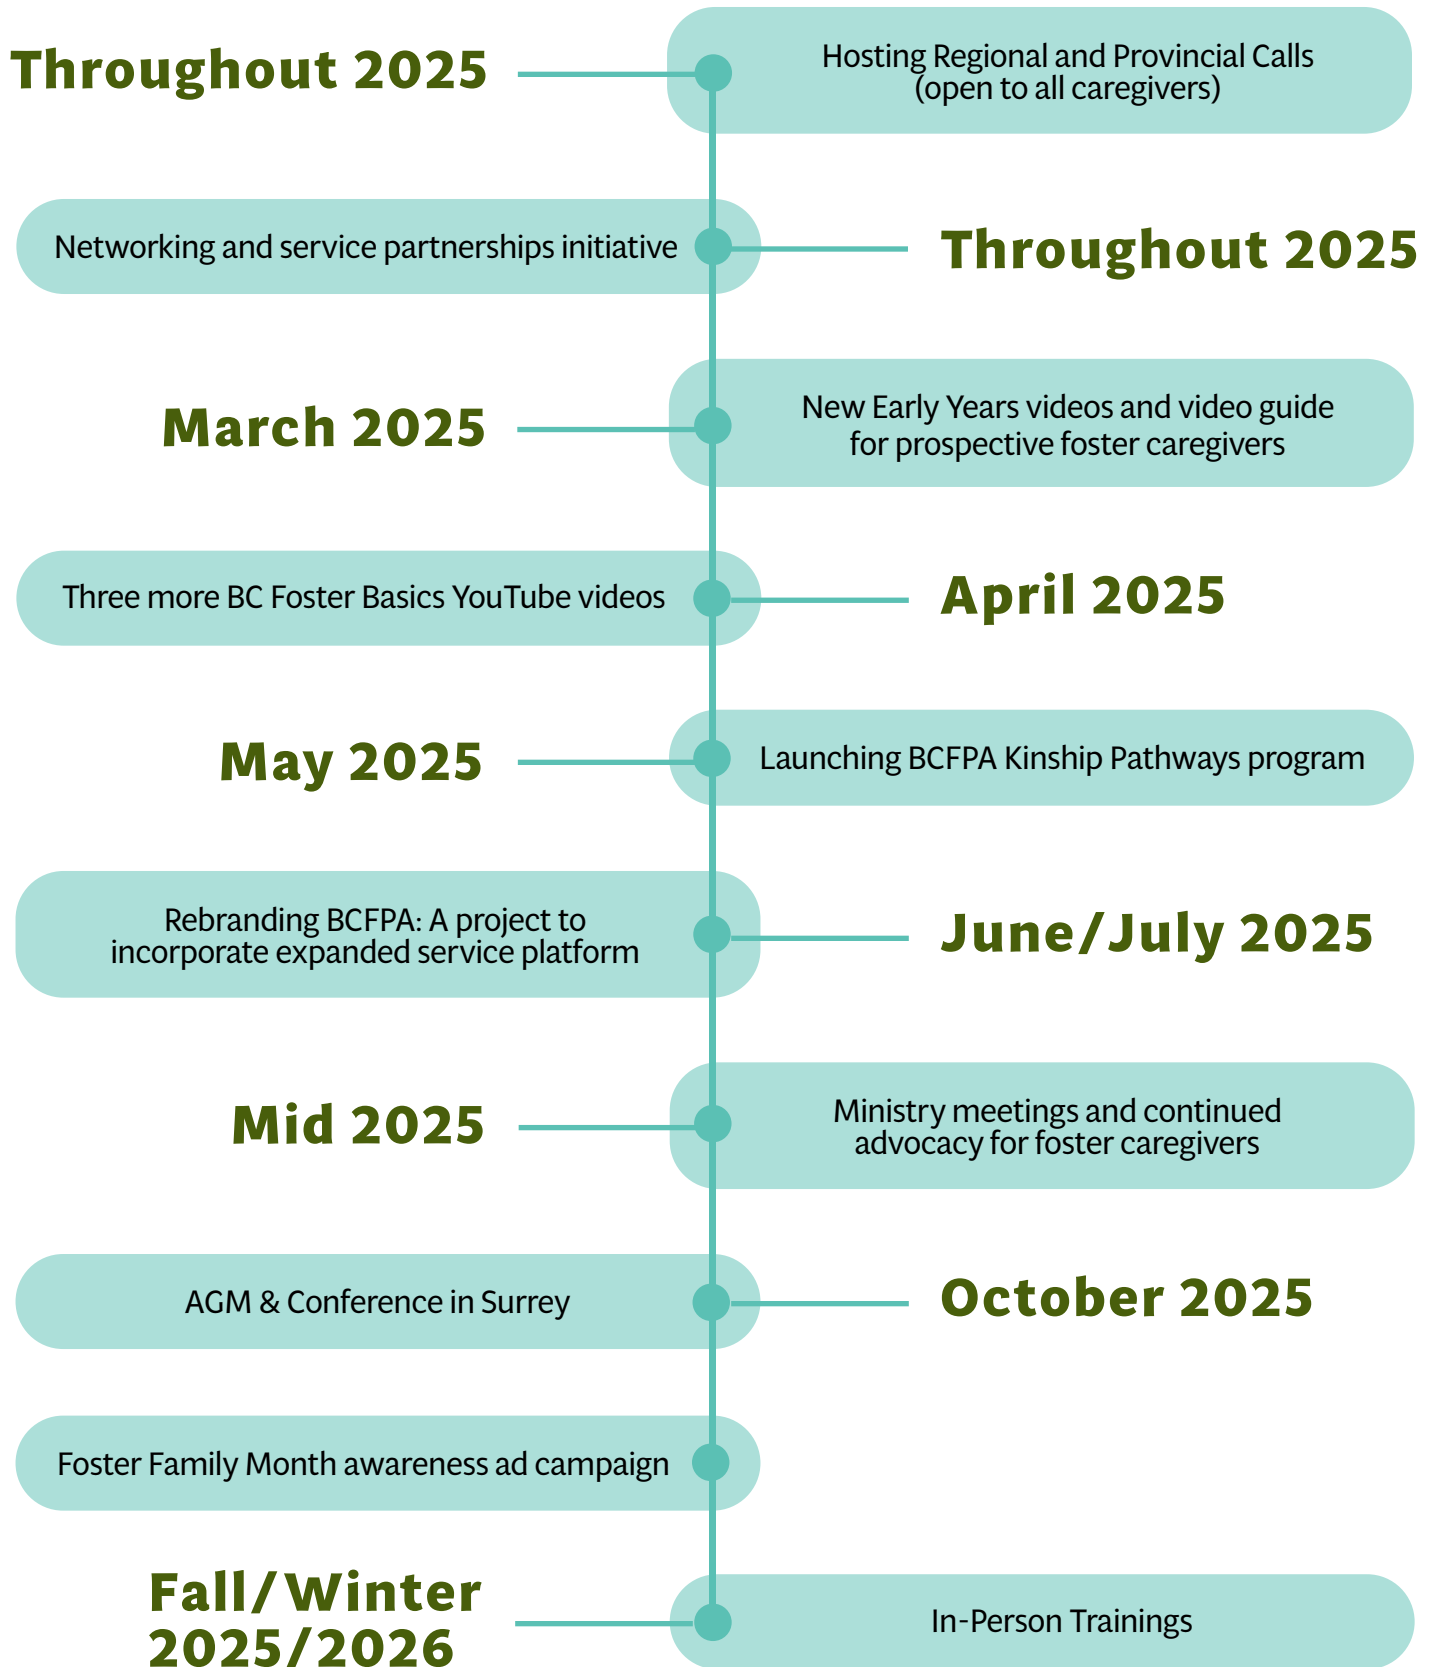 Throughout 2025
Hosting Regional and Provincial Calls
(open to all caregivers)
Networking and service partnerships initiative
Throughout 2025
March 2025
New Early Years videos and video guide
for prospective foster caregivers
Three more BC Foster Basics YouTube videos
April 2025
May 2025
Launching BCFPA Kinship Pathways program
Rebranding BCFPA: A project to
incorporate expanded service platform
June/July 2025
Mid 2025
Ministry meetings and continued
advocacy for foster caregivers
AGM & Conference in Surrey
October 2025
Foster Family Month awareness ad campaign
Fall/Winter
2025/2026
In-Person Trainings